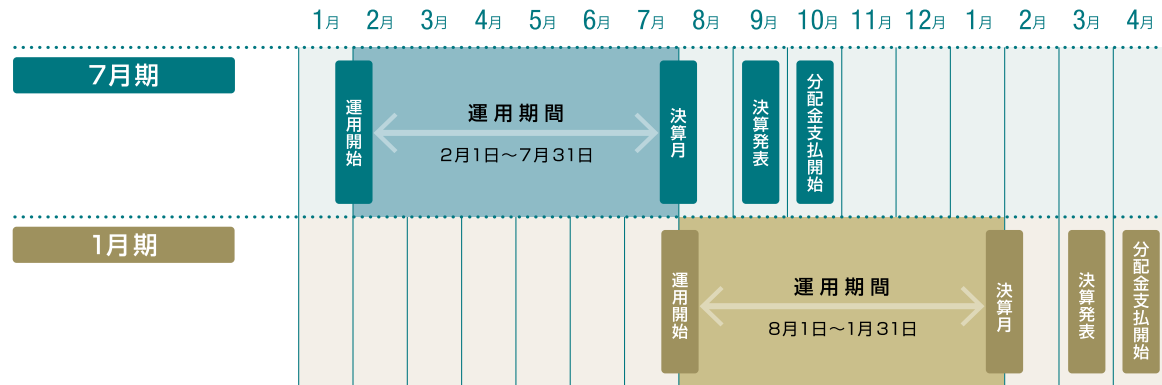 1月 2月 3月 4月 5月 6月 7月 8月 9月 10月 11月 12月 1月 2月 3月 4月
7月期
運用開始
運用期間
2月1日〜7月31日
決算月
決算発表
分配金支払開始
1月期
運用開始
運用期間
8月1日〜1月31日
決算月
決算発表
分配金支払開始